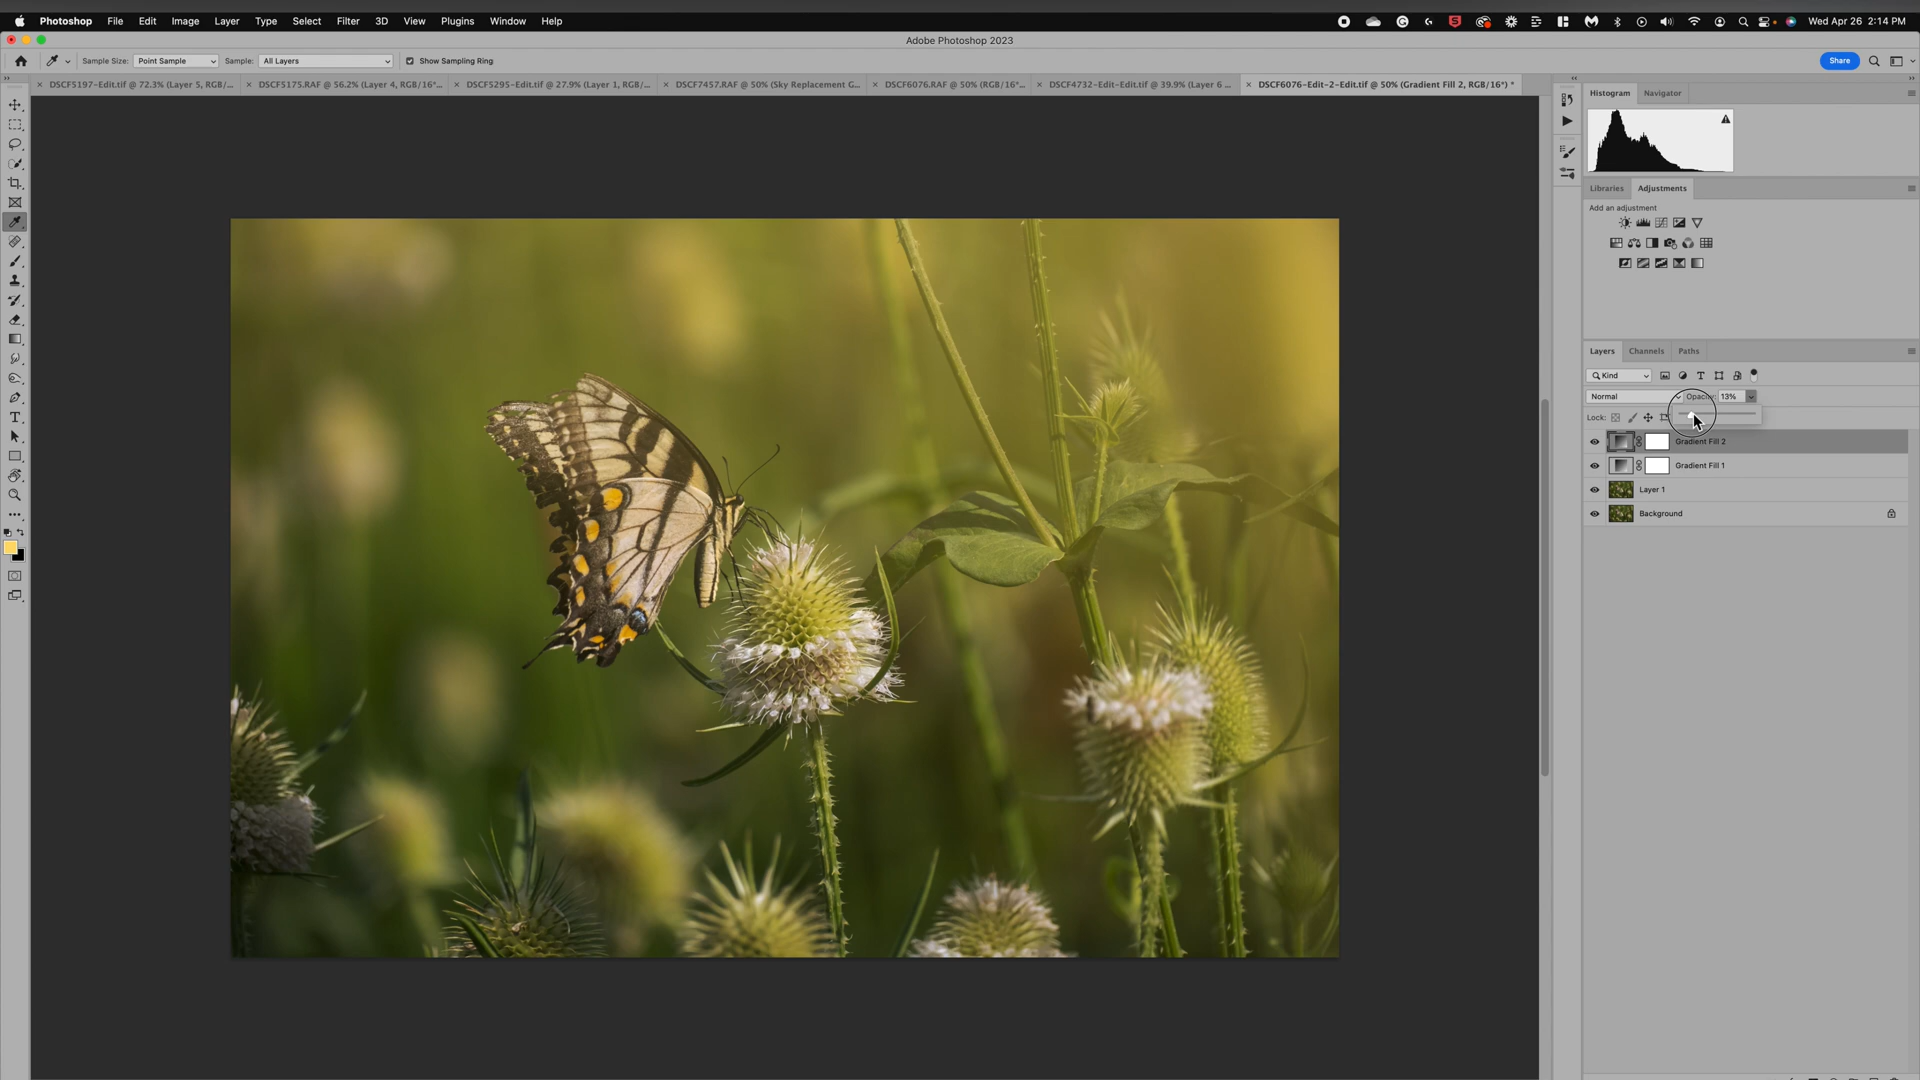 Photoshop File Edit Image Layer Type Select Filter 3D View Plugins Window Help Wed Apr 26 2:14 PM
Adobe Photoshop 2023
Sample Size: Point Sample Sample: All Layers Show Sampling Ring Share
DSCF5197-Edit.tif @ 72.3% (Layer 5, RGB/... DSCF5175.RAF @ 56.2% (Layer 4, RGB/16*... DSCF5295-Edit.tif @ 27.9% (Layer 1, RGB/... DSCF7457.RAF @ 50% (Sky Replacement G... DSCF6076.RAF @ 50% (RGB/16*... DSCF4732-Edit-Edit.tif @ 39.9% (Layer 6 ... DSCF6076-Edit-2-Edit.tif @ 50% (Gradient Fill 2, RGB/16*) *
Histogram Navigator
Libraries Adjustments
Add an adjustment
Layers Channels Paths
Kind
Normal Opacity: 13%
Lock:
Gradient Fill 2
Gradient Fill 1
Layer 1
Background